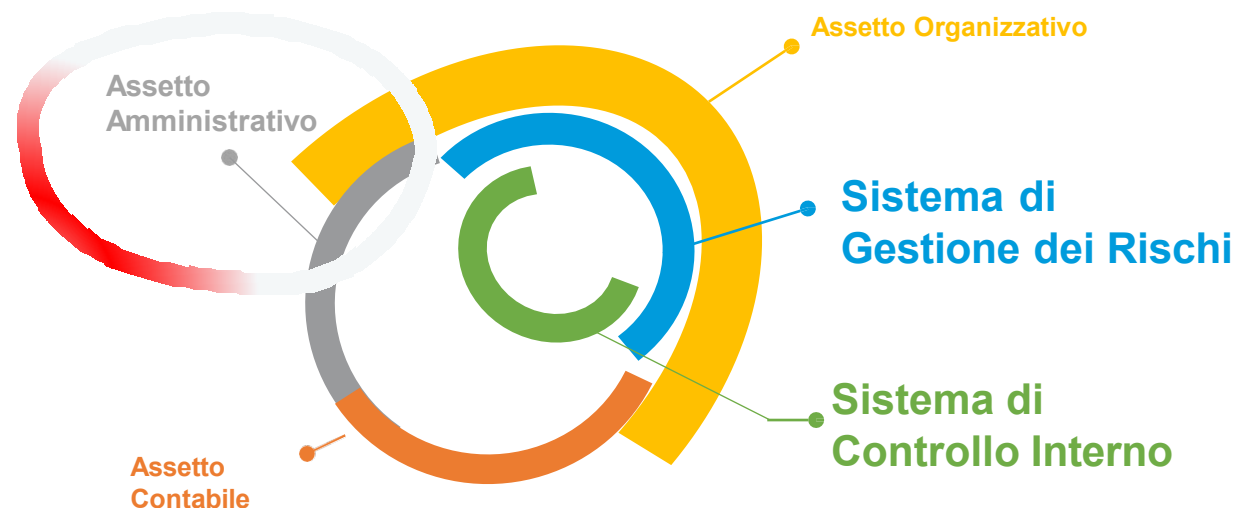 Assetto Organizzativo
Assetto
Amministrativo
Sistema di
Gestione dei Rischi
Sistema di
Controllo Interno
Assetto
Contabile